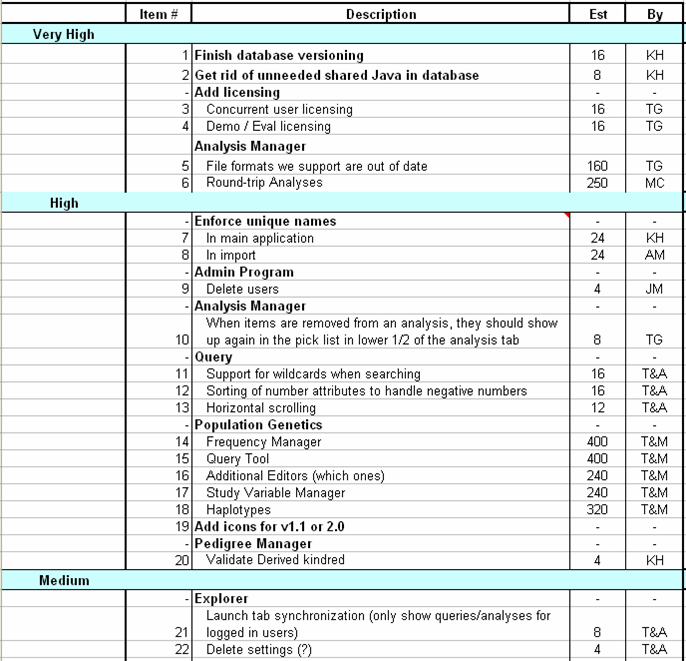 Item # Description Est By
Very High
1 Finish database versioning 16 KH
2 Get rid of unneeded shared Java in database 8 KH
- Add licensing - -
3 Concurrent user licensing 16 TG
4 Demo / Eval licensing 16 TG
Analysis Manager
5 File formats we support are out of date 160 TG
6 Round-trip Analyses 250 MC
High
- Enforce unique names - -
7 In main application 24 KH
8 In import 24 AM
- Admin Program - -
9 Delete users 4 JM
- Analysis Manager - -
When items are removed from an analysis, they should show
10 up again in the pick list in lower 1/2 of the analysis tab 8 TG
- Query - -
11 Support for wildcards when searching 16 T&A
12 Sorting of number attributes to handle negative numbers 16 T&A
13 Horizontal scrolling 12 T&A
- Population Genetics - -
14 Frequency Manager 400 T&M
15 Query Tool 400 T&M
16 Additional Editors (which ones) 240 T&M
17 Study Variable Manager 240 T&M
18 Haplotypes 320 T&M
19 Add icons for v1.1 or 2.0 - -
- Pedigree Manager - -
20 Validate Derived kindred 4 KH
Medium
- Explorer - -
Launch tab synchronization (only show queries/analyses for
21 logged in users) 8 T&A
22 Delete settings (?) 4 T&A